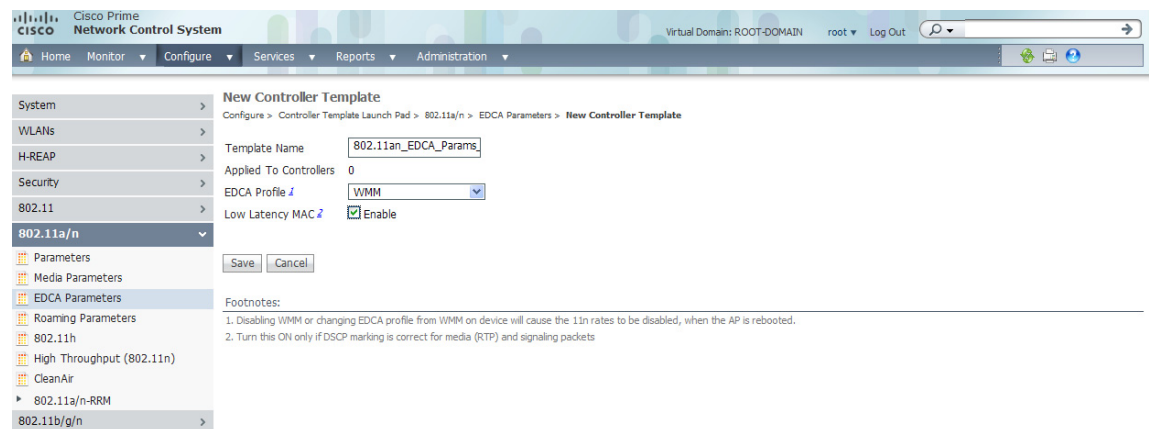 Cisco Prime
CISCO Network Control System
Virtual Domain: ROOT-DOMAIN root Log Out
Home Monitor Configure Services Reports Administration
System
WLANs
H-REAP
Security
802.11
802.11a/n
Parameters
Media Parameters
EDCA Parameters
Roaming Parameters
802.11h
High Throughput (802.11n)
CleanAir
802.11a/n-RRM
802.11b/g/n
New Controller Template
Configure > Controller Template Launch Pad > 802.11a/n > EDCA Parameters > New Controller Template
Template Name 802.11an_EDCA_Params_
Applied To Controllers 0
EDCA Profile 1 WMM
Low Latency MAC 2 Enable
Save Cancel
Footnotes:
1. Disabling WMM or changing EDCA profile from WMM on device will cause the 11n rates to be disabled, when the AP is rebooted.
2. Turn this ON only if DSCP marking is correct for media (RTP) and signaling packets